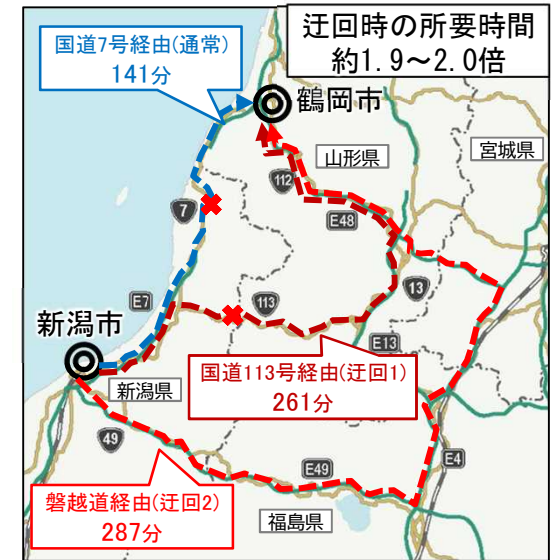 迂回時の所要時間
約1.9～2.0倍
国道7号経由(通常)
141分
鶴岡市
山形県
宮城県
112
7
E48
13
E7
113
新潟市
E13
国道113号経由(迂回1)
261分
新潟県
49
E4
E49
磐越道経由(迂回2)
287分
福島県